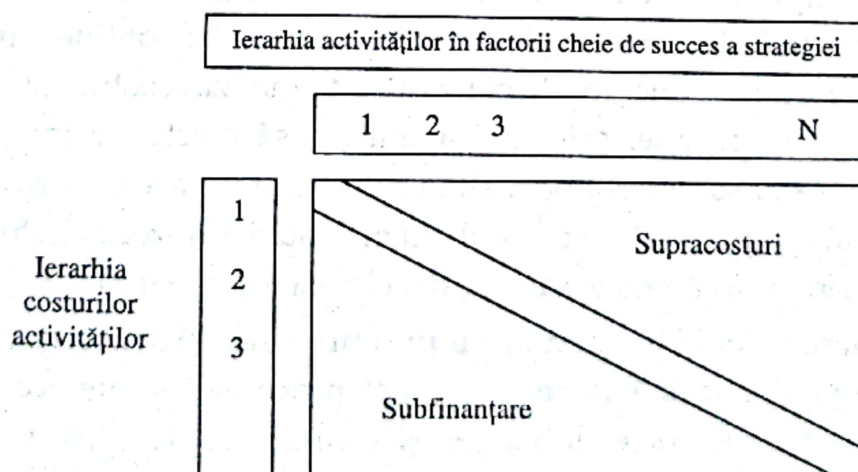 Ierarhia activităților în factorii cheie de succes a strategiei
1 2 3 N
1
Supracosturi
Ierarhia
costurilor
activităților
2
3
Subfinanțare